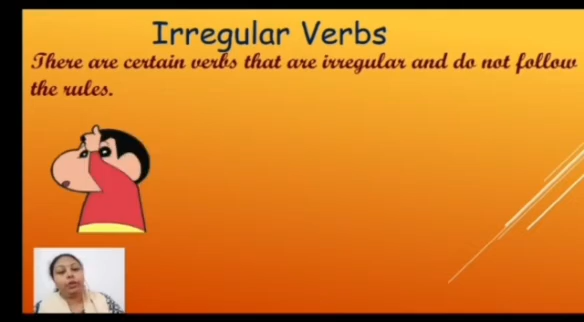 Irregular Verbs
There are certain verbs that are irregular and do not follow
the rules.